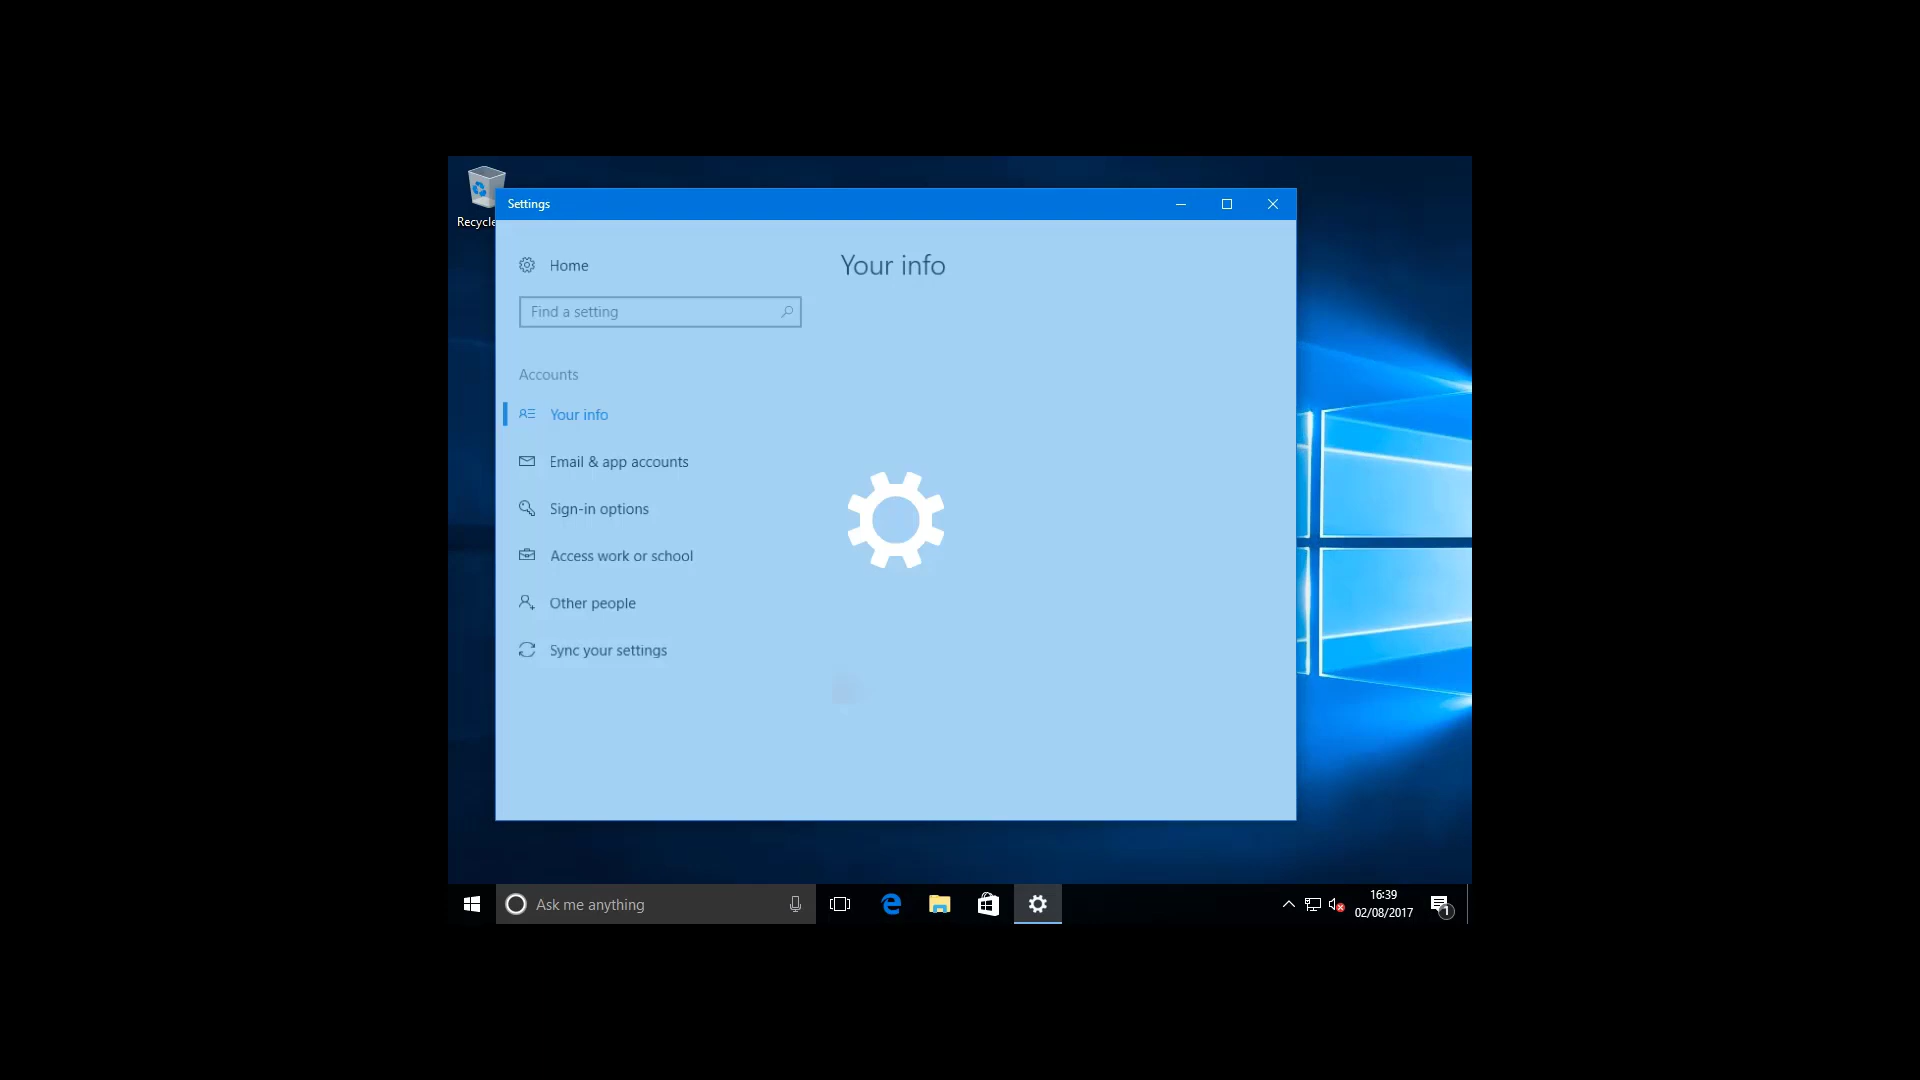 Recycle
Settings
Home
Your info
Find a setting
Accounts
Your info
Email & app accounts
Sign-in options
Access work or school
Other people
Sync your settings
Ask me anything
16:39
02/08/2017
1